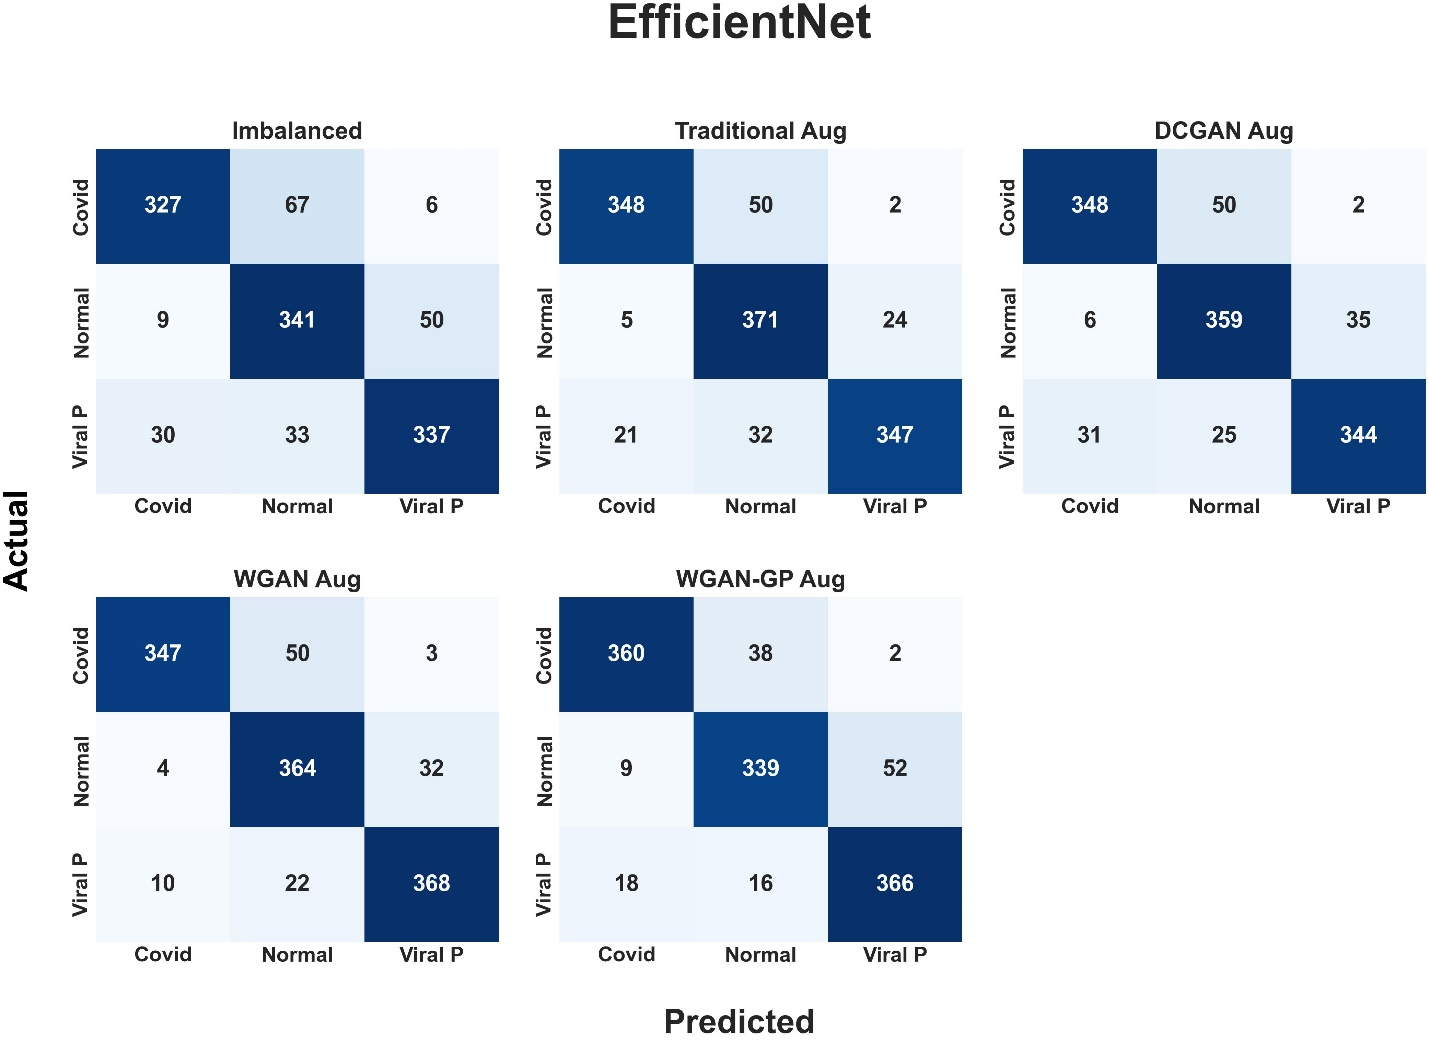 EfficientNet
Imbalanced
Covid 327 67 6
Normal 9 341 50
Viral P 30 33 337
Covid Normal Viral P
Traditional Aug
Covid 348 50 2
Normal 5 371 24
Viral P 21 32 347
Covid Normal Viral P
DCGAN Aug
Covid 348 50 2
Normal 6 359 35
Viral P 31 25 344
Covid Normal Viral P
Actual
WGAN Aug
Covid 347 50 3
Normal 4 364 32
Viral P 10 22 368
Covid Normal Viral P
WGAN-GP Aug
Covid 360 38 2
Normal 9 339 52
Viral P 18 16 366
Covid Normal Viral P
Predicted